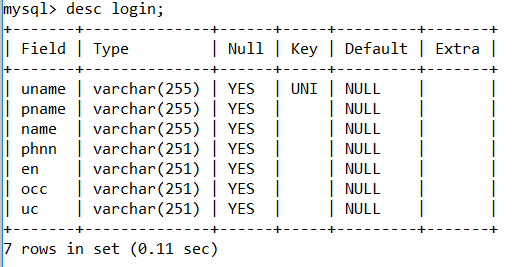 mysql> desc login;
+-------+--------------+------+-----+---------+-------+
| Field | Type         | Null | Key | Default | Extra |
+-------+--------------+------+-----+---------+-------+
| uname | varchar(255) | YES  | UNI | NULL    |       |
| pname | varchar(255) | YES  |     | NULL    |       |
| name  | varchar(255) | YES  |     | NULL    |       |
| phnn  | varchar(251) | YES  |     | NULL    |       |
| en    | varchar(251) | YES  |     | NULL    |       |
| occ   | varchar(251) | YES  |     | NULL    |       |
| uc    | varchar(251) | YES  |     | NULL    |       |
+-------+--------------+------+-----+---------+-------+
7 rows in set (0.11 sec)